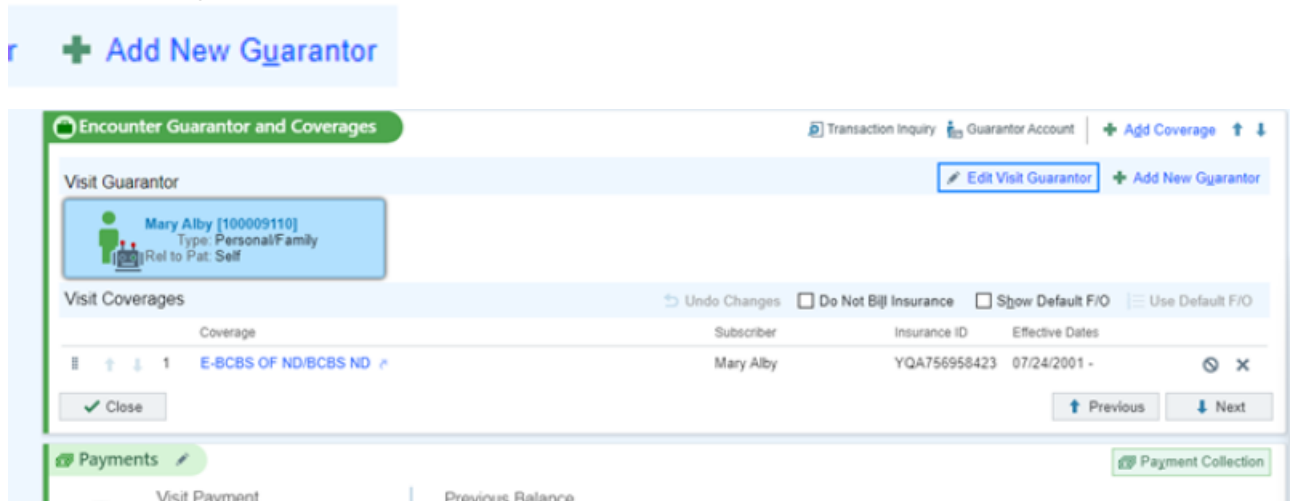 r Add New Guarantor
Encounter Guarantor and Coverages Transaction Inquiry Guarantor Account Add Coverage
Visit Guarantor Edit Visit Guarantor Add New Guarantor
Mary Alby [100009110]
Type: Personal/Family
Rel to Pat: Self
Visit Coverages Undo Changes Do Not Bill Insurance Show Default F/O Use Default F/O
Coverage Subscriber Insurance ID Effective Dates
1 E-BCBS OF ND/BCBS ND Mary Alby YQA756958423 07/24/2001 -
Close Previous Next
Payments Payment Collection
Visit Payment Previous Balance